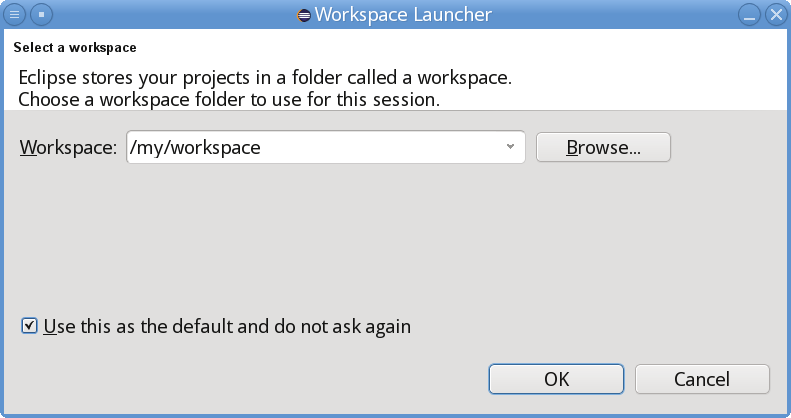 Workspace Launcher
Select a workspace
Eclipse stores your projects in a folder called a workspace.
Choose a workspace folder to use for this session.
Workspace: /my/workspace Browse...
Use this as the default and do not ask again
OK Cancel